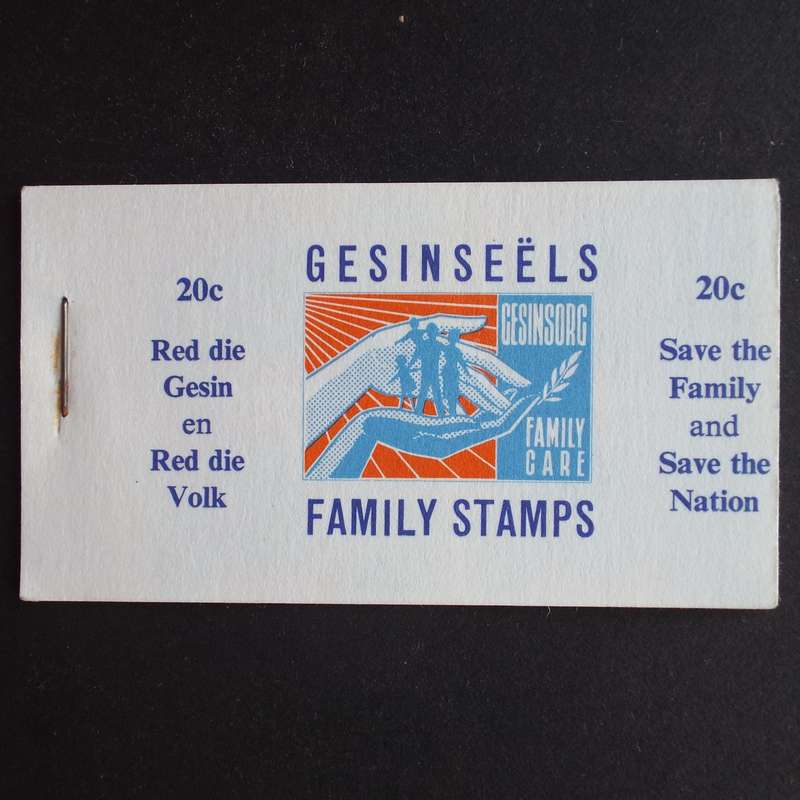 GESINSEËLS
20c
Red die
Gesin
en
Red die
Volk
GESINSORG
FAMILY
CARE
20c
Save the
Family
and
Save the
Nation
FAMILY STAMPS